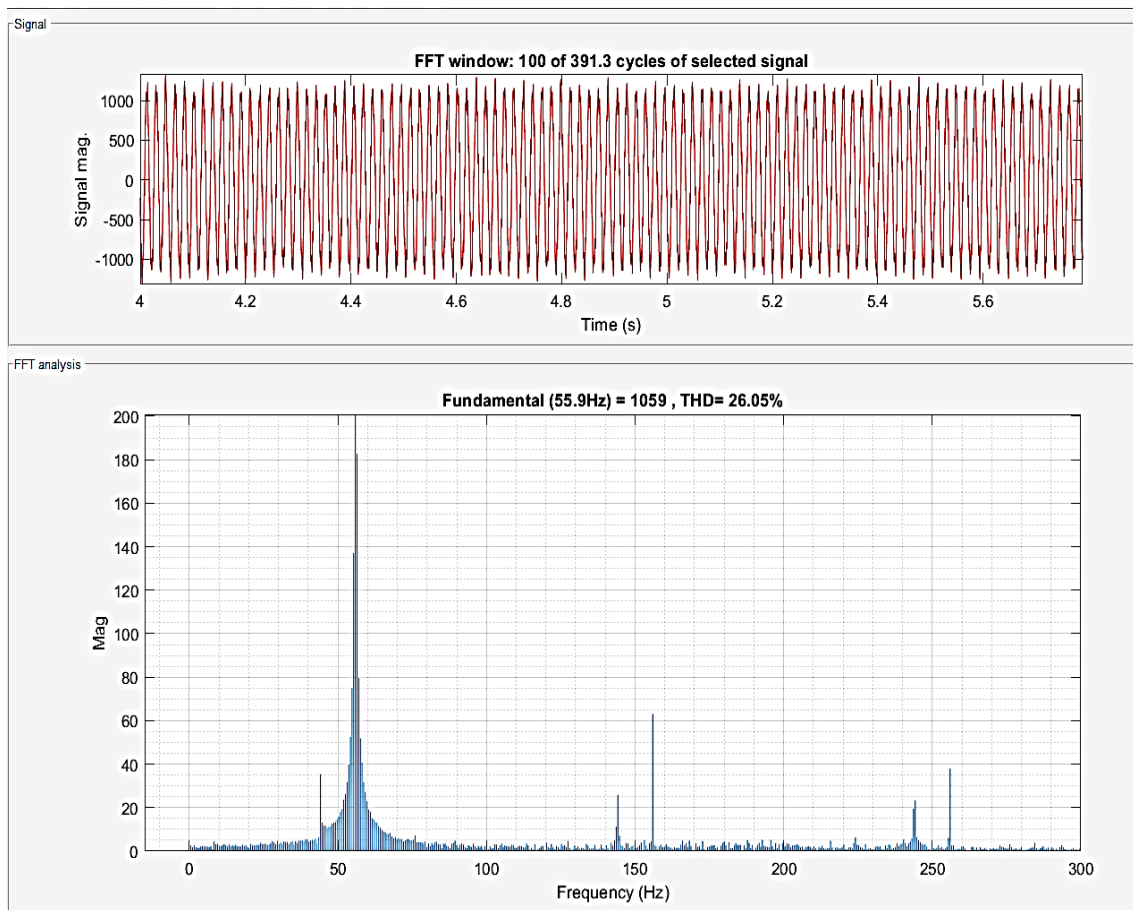 Signal
FFT window: 100 of 391.3 cycles of selected signal
Signal mag.
1000
500
0
-500
-1000
4 4.2 4.4 4.6 4.8 5 5.2 5.4 5.6
Time (s)
FFT analysis
Fundamental (55.9Hz) = 1059 , THD= 26.05%
Mag
200
180
160
140
120
100
80
60
40
20
0
0 50 100 150 200 250 300
Frequency (Hz)